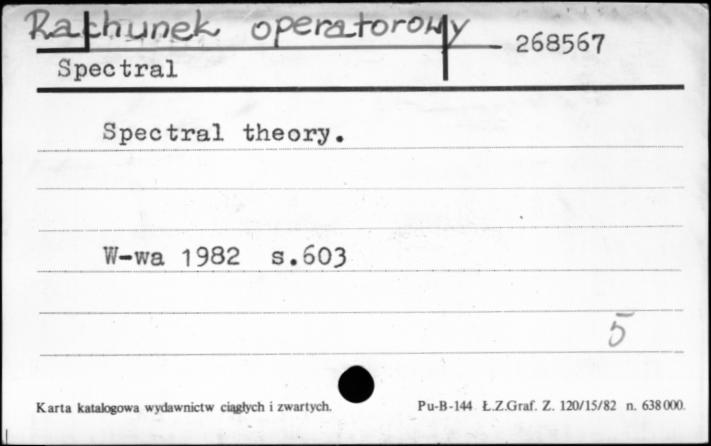 Rachunek operatorowy
268567
Spectral
Spectral theory.
W-wa 1982 s.603
5
Karta katalogowa wydawnictw ciągłych i zwartych. Pu-B-144 Ł.Z.Graf. Z. 120/15/82 n. 638000.